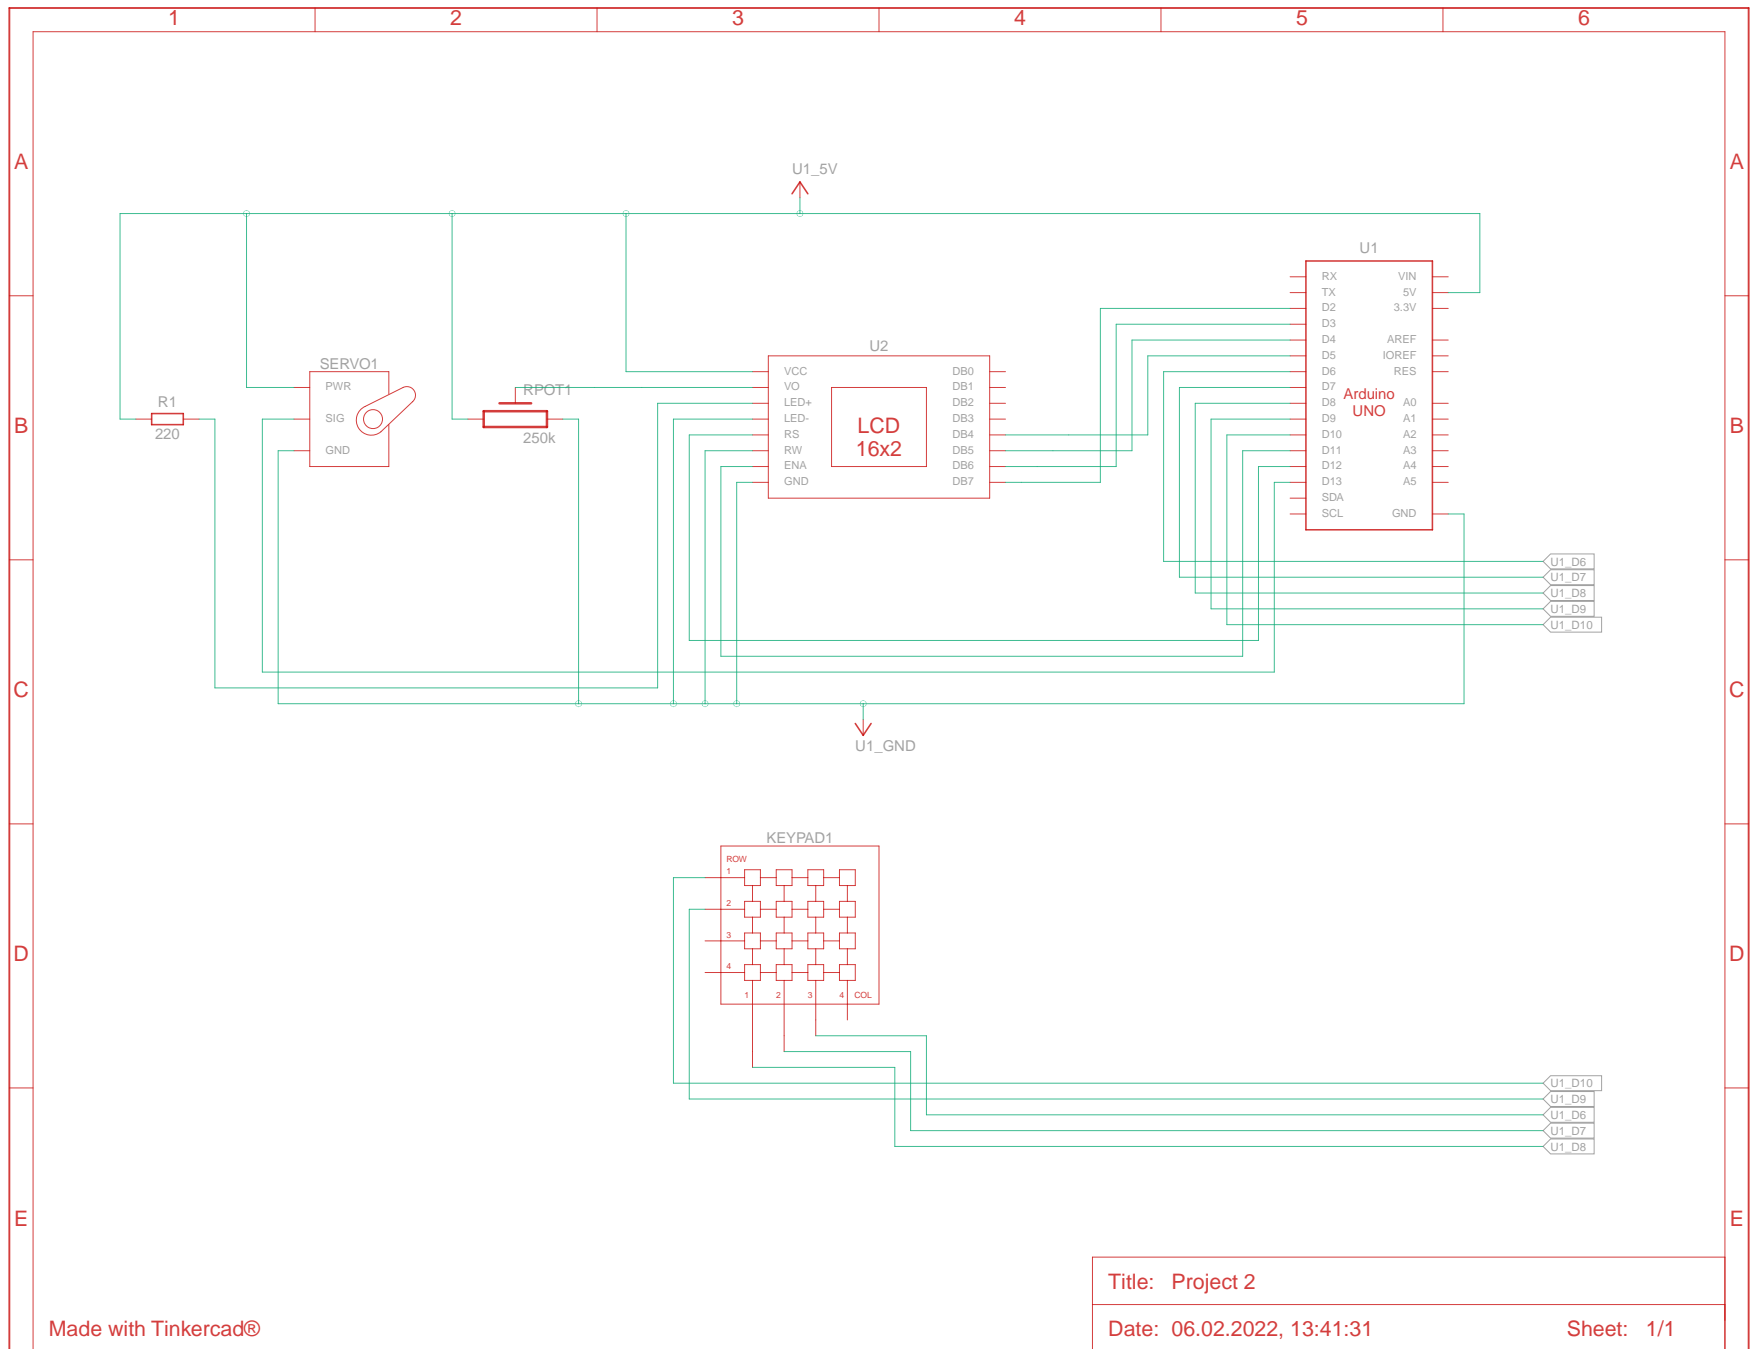 1 2 3 4 5 6
A A
U1_5V
U1
RX VIN
TX 5V
D2 3.3V
D3
D4 AREF
D5 IOREF
D6 RES
D7
D8 A0
D9 A1
D10 A2
D11 A3
D12 A4
D13 A5
SDA
SCL GND
Arduino
UNO
B B
SERVO1
PWR
SIG
GND
R1
220
RPOT1
250k
U2
VCC DB0
VO DB1
LED+ DB2
LED- DB3
RS DB4
RW DB5
ENA DB6
GND DB7
LCD
16x2
U1_D6
U1_D7
U1_D8
U1_D9
U1_D10
C C
U1_GND
KEYPAD1
ROW
1
2
3
4
1 2 3 4 COL
D D
U1_D10
U1_D9
U1_D6
U1_D7
U1_D8
E E
Title: Project 2
Made with Tinkercad®
Date: 06.02.2022, 13:41:31 Sheet: 1/1